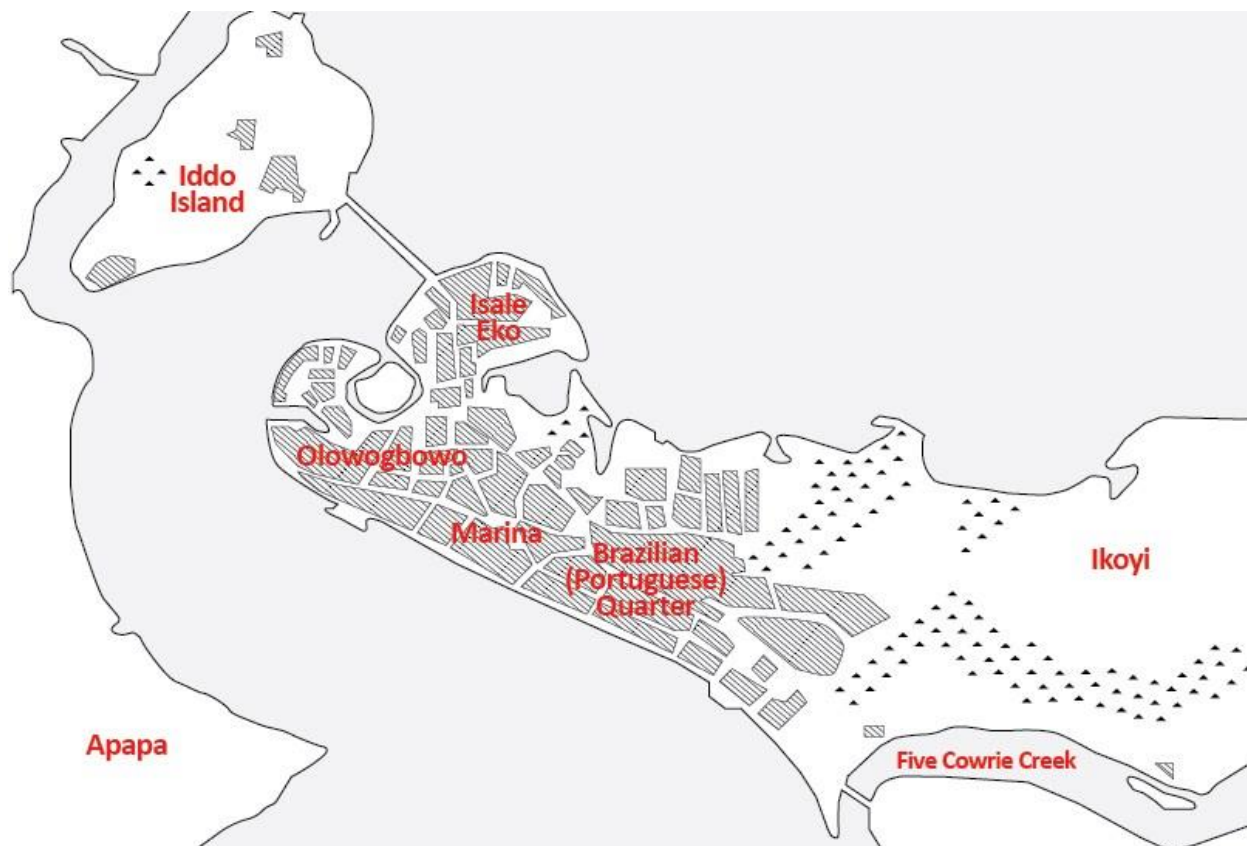 Iddo
Island
Isale
Eko
Olowogbowo
Marina
Brazilian
(Portuguese)
Quarter
Ikoyi
Apapa
Five Cowrie Creek